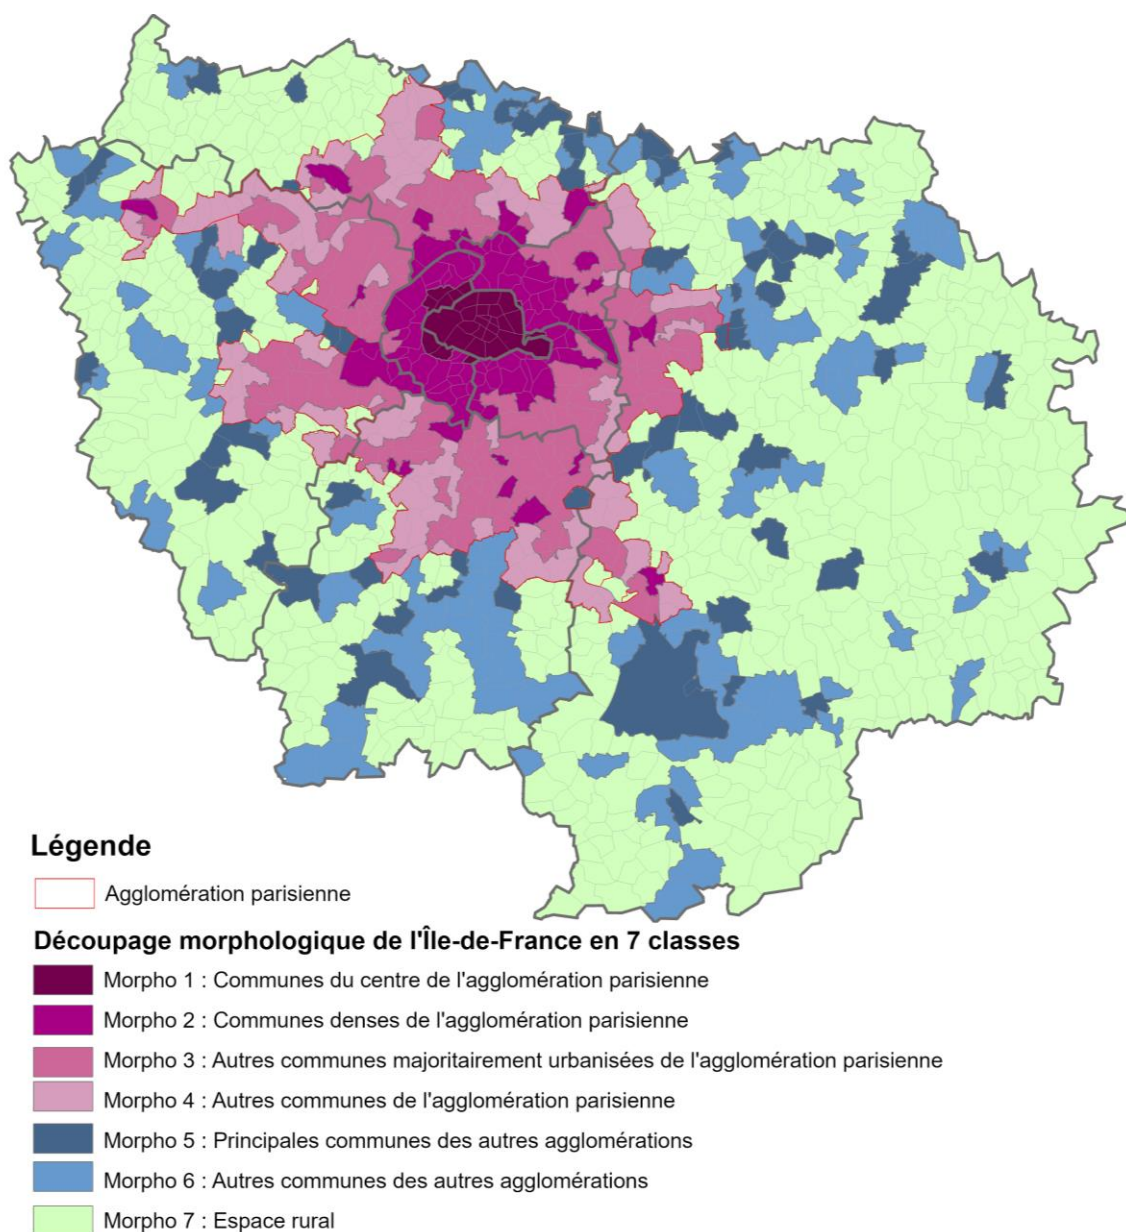 Légende
Agglomération parisienne
Découpage morphologique de l'Île-de-France en 7 classes
Morpho 1 : Communes du centre de l'agglomération parisienne
Morpho 2 : Communes denses de l'agglomération parisienne
Morpho 3 : Autres communes majoritairement urbanisées de l'agglomération parisienne
Morpho 4 : Autres communes de l'agglomération parisienne
Morpho 5 : Principales communes des autres agglomérations
Morpho 6 : Autres communes des autres agglomérations
Morpho 7 : Espace rural